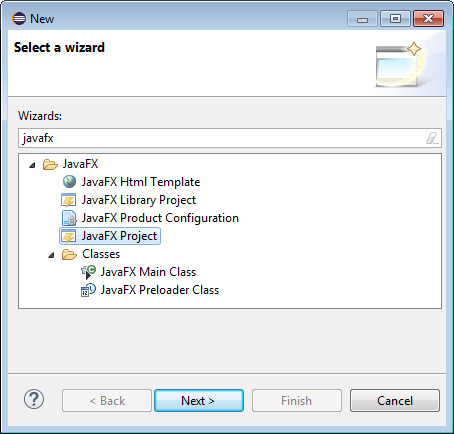 New
Select a wizard
Wizards:
javafx
JavaFX
JavaFX Html Template
JavaFX Library Project
JavaFX Product Configuration
JavaFX Project
Classes
JavaFX Main Class
JavaFX Preloader Class
? < Back Next > Finish Cancel